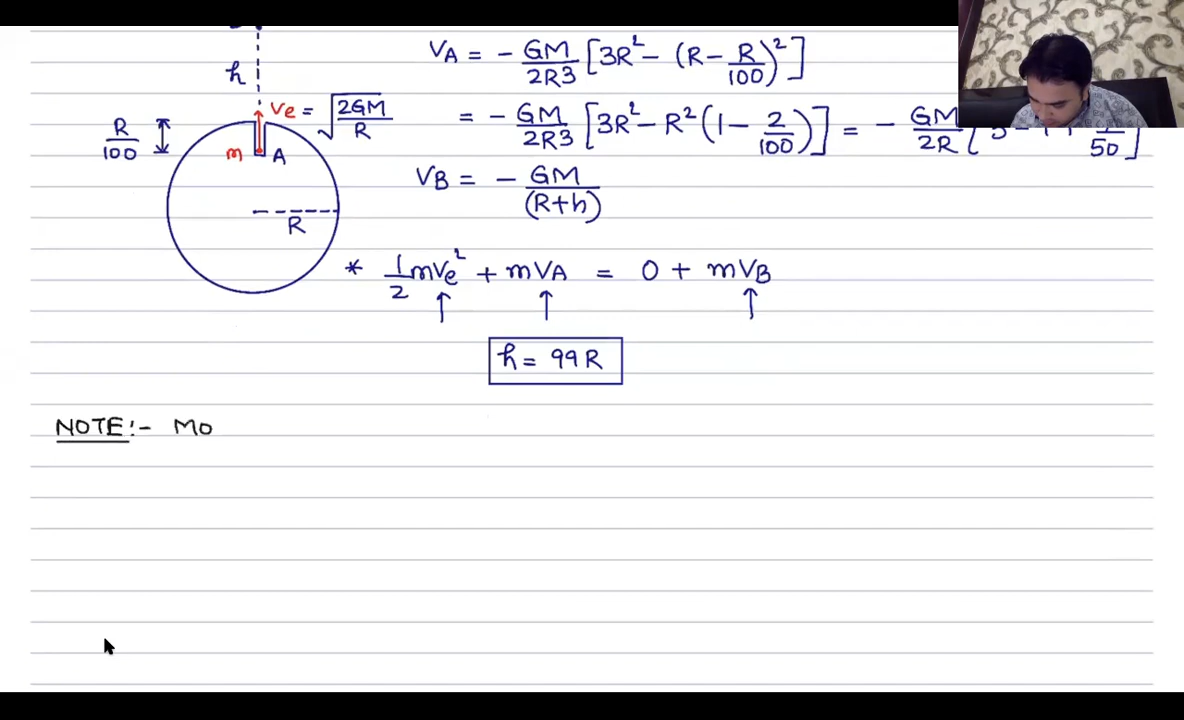 VA = - GM/2R3 [3R² - (R - R/100)²]
h
Ve = √2GM/R
= - GM/2R3 [3R² - R²(1 - 2/100)] = - GM/2R [
50 ]
R/100
m A
VB = - GM/(R+h)
R
* 1/2 mVe² + mVA = 0 + mVB
h = 99R
NOTE:- Mo